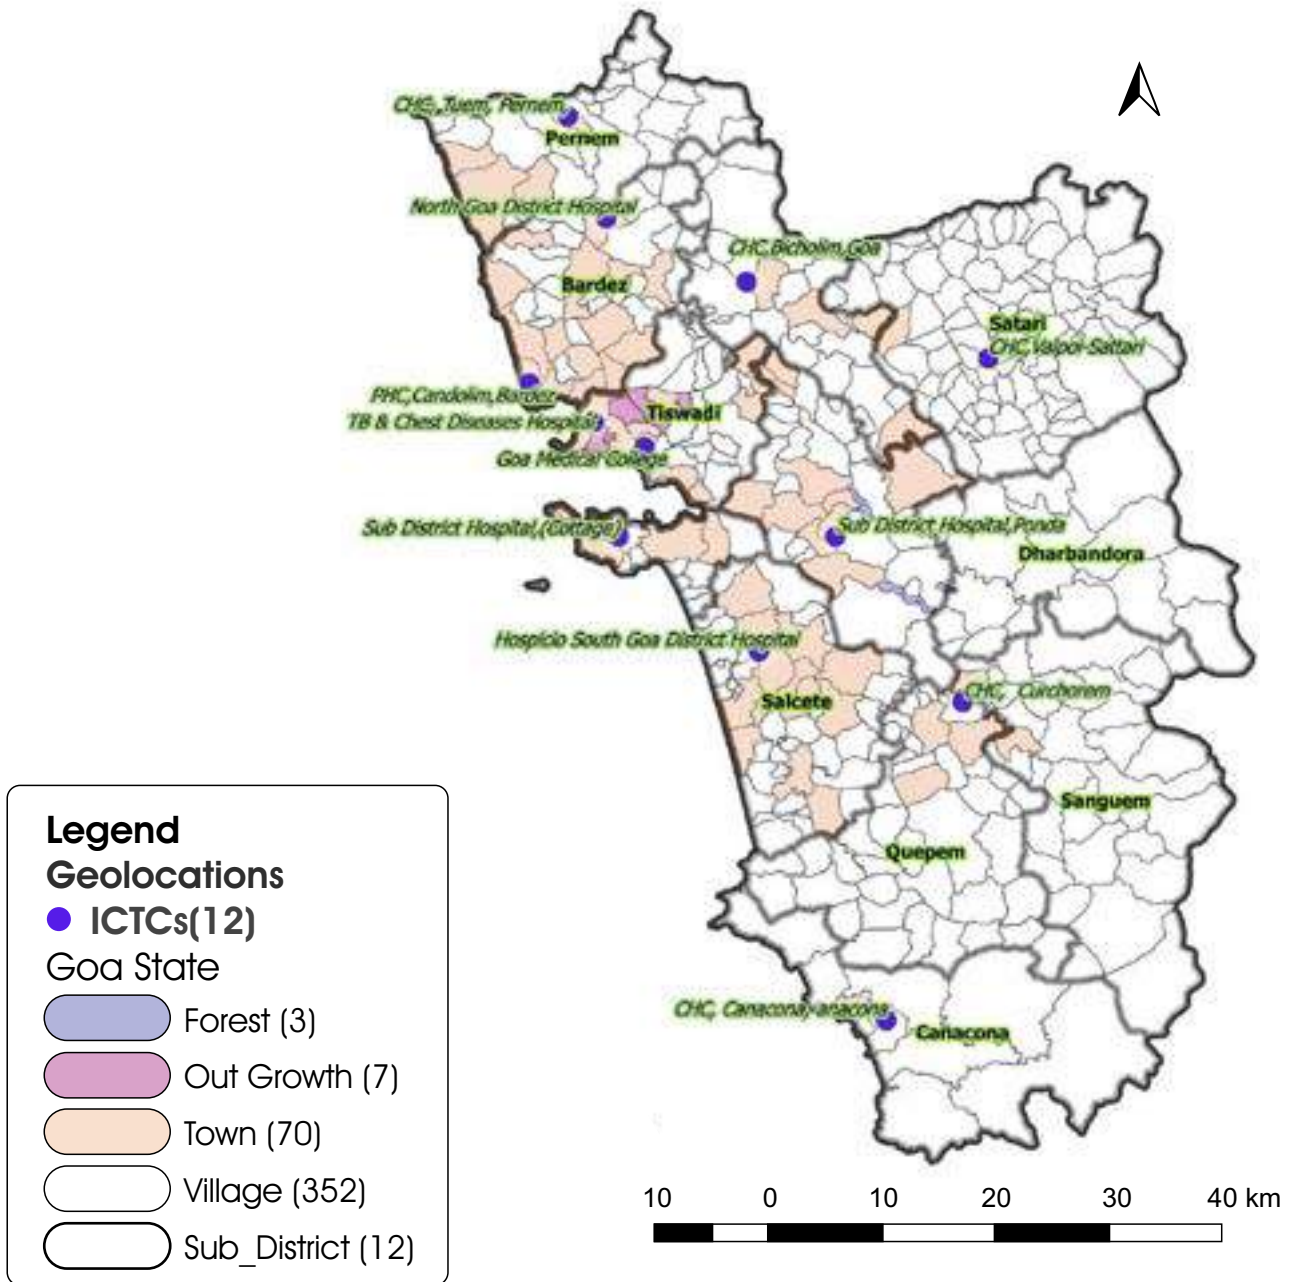 CHC, Tuem, Pernem
Pernem
North Goa District Hospital
CHC,Bicholim,Goa
Bardez
Satari
CHC,Valpoi-Sattari
PHC,Candolim,Bardez
Tiswadi
TB & Chest Diseases Hospital
Goa Medical College
Sub District Hospital,(Cottage)
Sub District Hospital,Ponda
Dharbandora
Hospicio South Goa District Hospital
CHC, Curchorem
Salcete
Sanguem
Quepem
CHC, Canacona
Canacona
Legend
Geolocations
ICTCs(12)
Goa State
Forest (3)
Out Growth (7)
Town (70)
Village (352)
Sub_District (12)
10 0 10 20 30 40 km